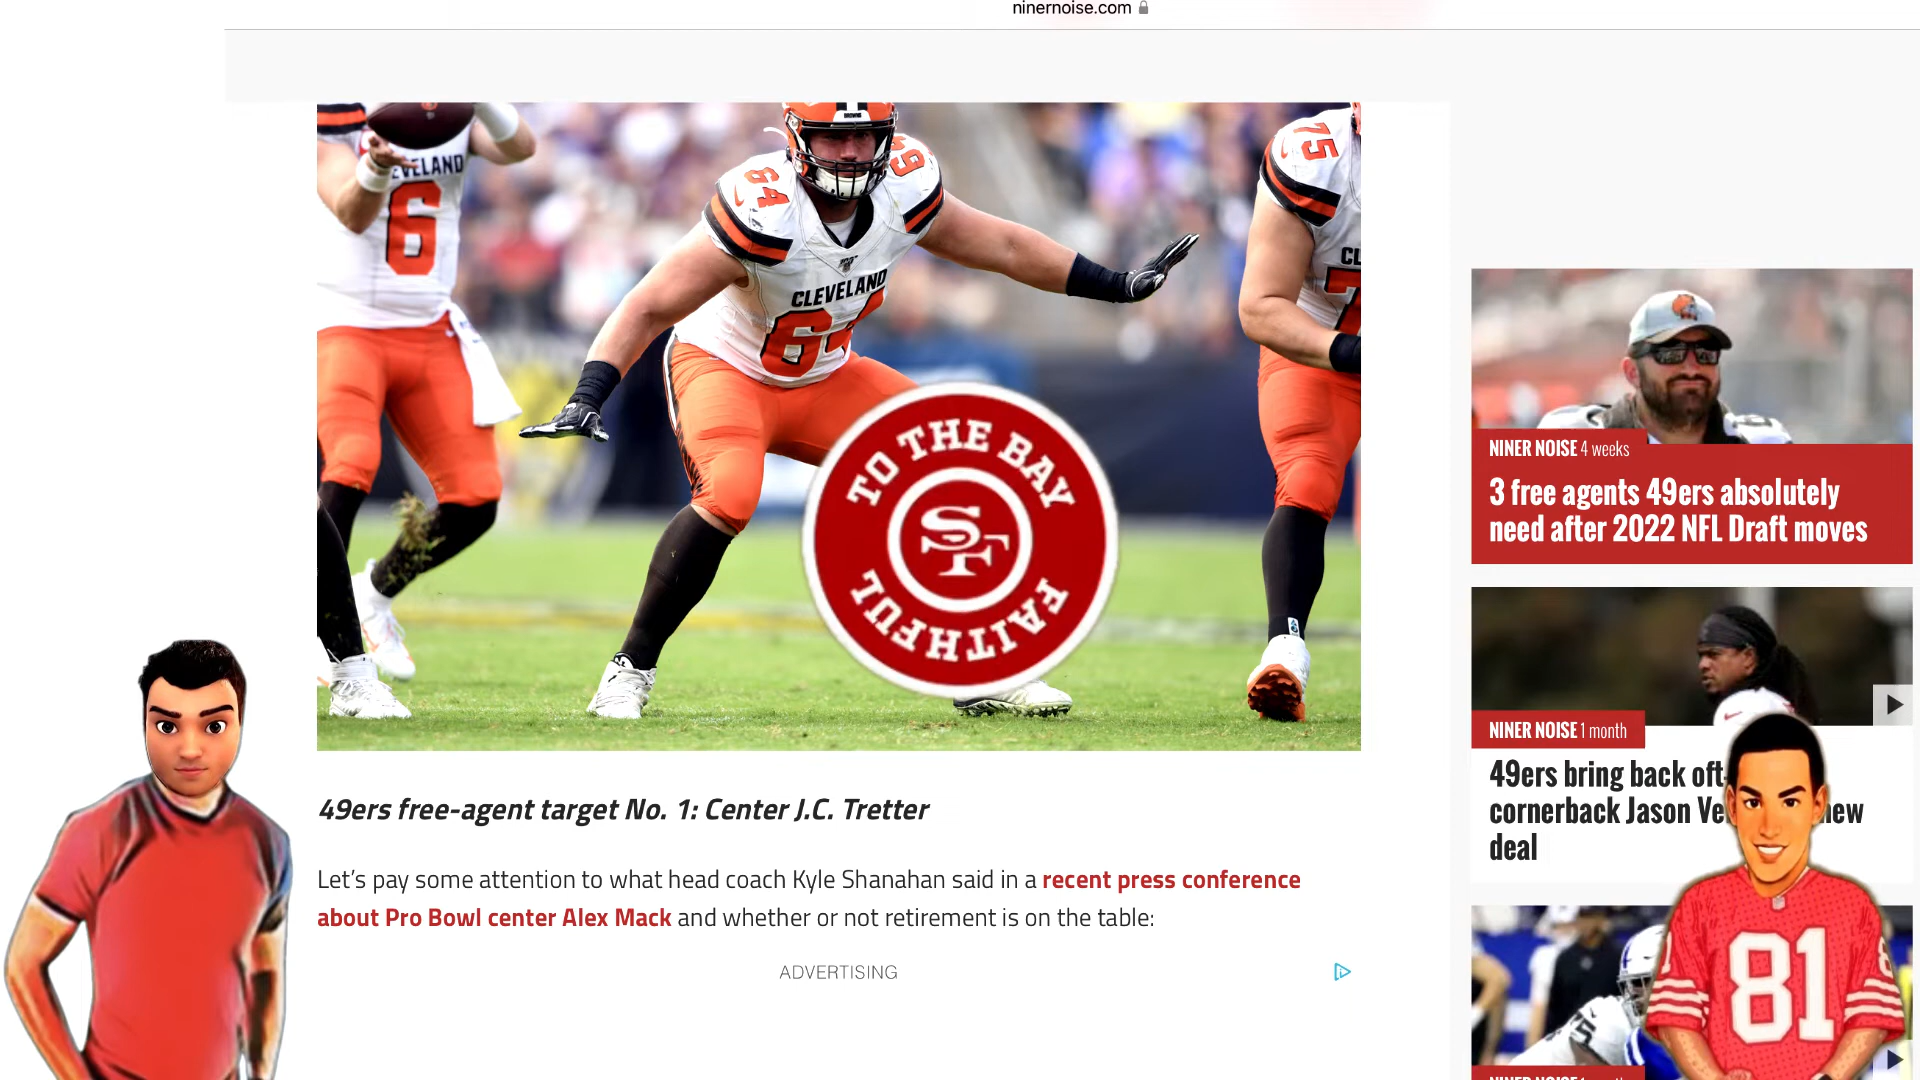 ninernoise.com
CLEVELAND
6
64
64
CLEVELAND
64
75
TO THE BAY
SF
FAITHFUL
NINER NOISE 4 weeks
3 free agents 49ers absolutely
need after 2022 NFL Draft moves
NINER NOISE 1 month
49ers bring back oft-
cornerback Jason new
deal
49ers free-agent target No. 1: Center J.C. Tretter
Let's pay some attention to what head coach Kyle Shanahan said in a recent press conference
about Pro Bowl center Alex Mack and whether or not retirement is on the table:
ADVERTISING
81